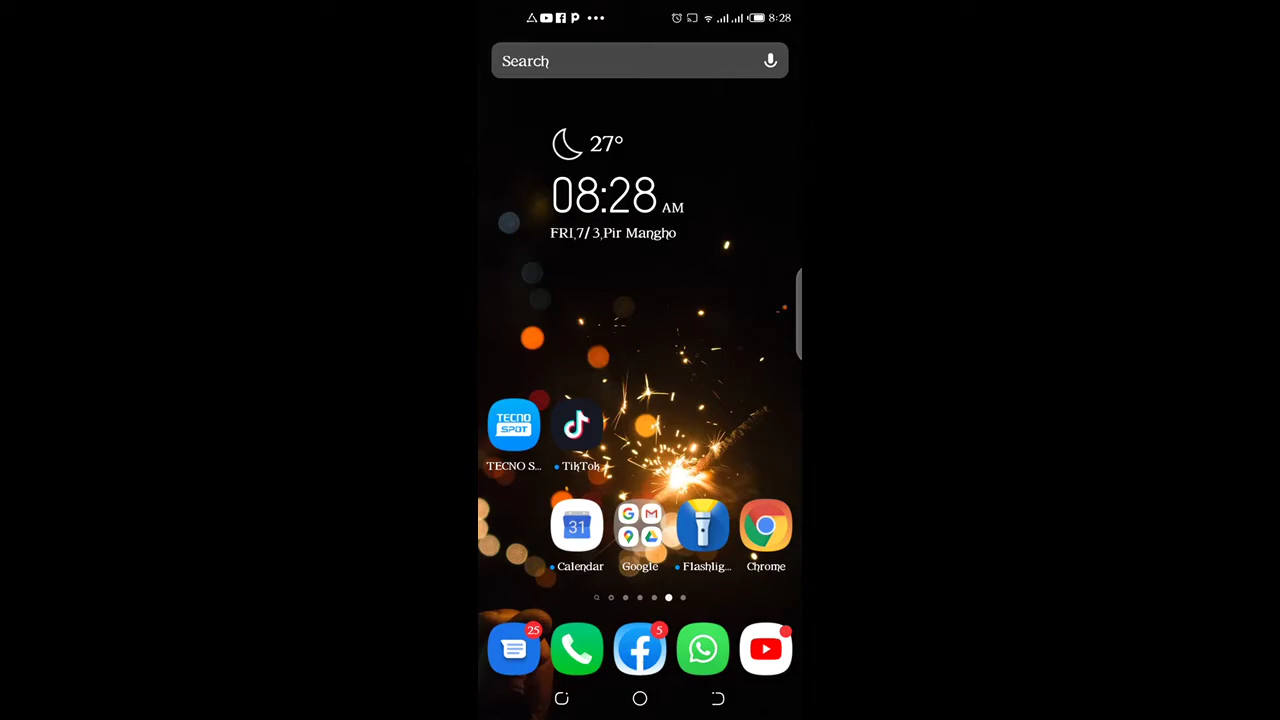 8:28
Search
27°
08:28 AM
FRI,7/3,Pir Mangho
TECNO SPOT
TECNO S...
TikTok
31
Calendar
Google
Flashlig...
Chrome
25
5